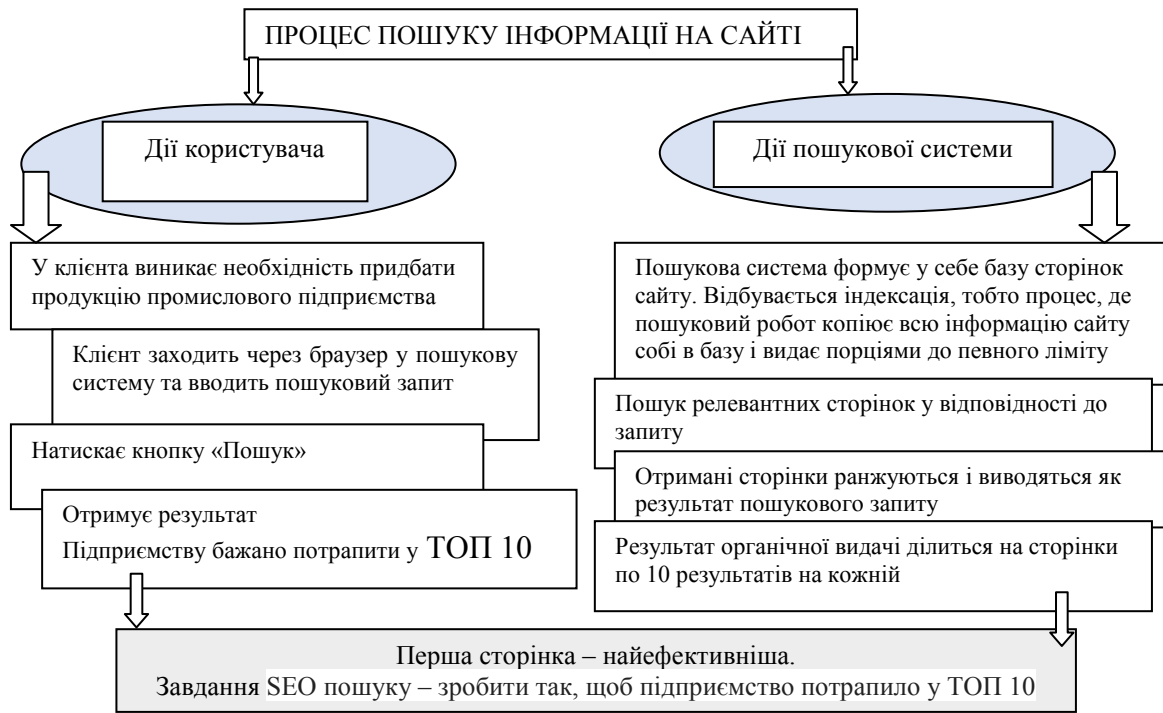 ПРОЦЕС ПОШУКУ ІНФОРМАЦІЇ НА САЙТІ
Дії користувача
Дії пошукової системи
У клієнта виникає необхідність придбати
продукцію промислового підприємства
Клієнт заходить через браузер у пошукову
систему та вводить пошуковий запит
Натискає кнопку «Пошук»
Отримує результат
Підприємству бажано потрапити у ТОП 10
Пошукова система формує у себе базу сторінок
сайту. Відбувається індексація, тобто процес, де
пошуковий робот копіює всю інформацію сайту
собі в базу і видає порціями до певного ліміту
Пошук релевантних сторінок у відповідності до
запиту
Отримані сторінки ранжуються і виводяться як
результат пошукового запиту
Результат органічної видачі ділиться на сторінки
по 10 результатів на кожній
Перша сторінка – найефективніша.
Завдання SEO пошуку – зробити так, щоб підприємство потрапило у ТОП 10